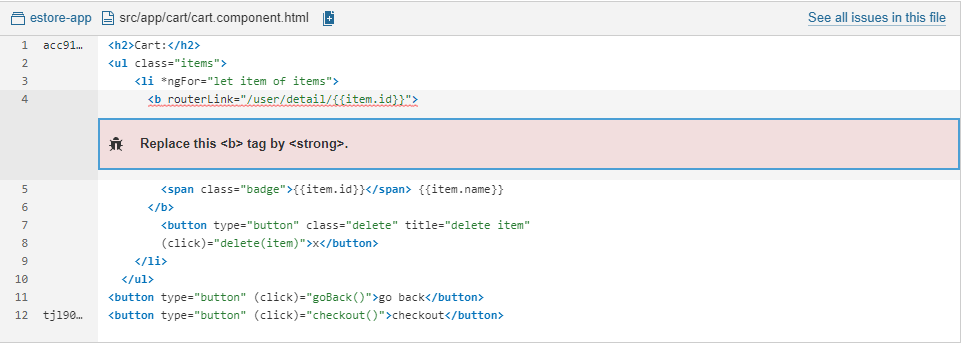 estore-app src/app/cart/cart.component.html See all issues in this file
1 acc91… <h2>Cart:</h2>
2 <ul class="items">
3 <li *ngFor="let item of items">
4 <b routerLink="/user/detail/{{item.id}}">
Replace this <b> tag by <strong>.
5 <span class="badge">{{item.id}}</span> {{item.name}}
6 </b>
7 <button type="button" class="delete" title="delete item"
8 (click)="delete(item)">x</button>
9 </li>
10 </ul>
11 <button type="button" (click)="goBack()">go back</button>
12 tjl90… <button type="button" (click)="checkout()">checkout</button>